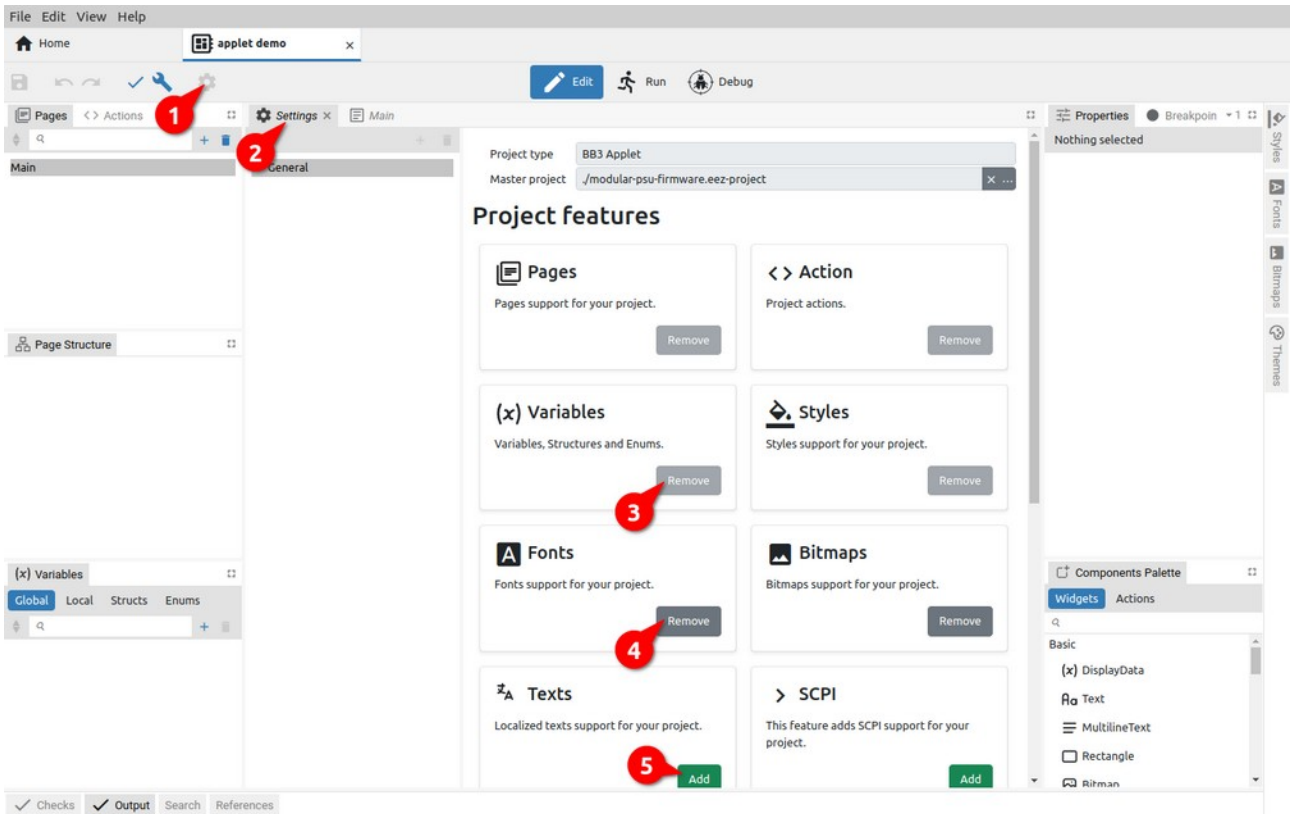 File Edit View Help
Home applet demo ×
Edit Run Debug
1
Pages <> Actions
Settings × Main
2
Properties Breakpoin 1
Main
General
Nothing selected
Project type BB3 Applet
Master project ./modular-psu-firmware.eez-project × ...
Project features
Pages
Pages support for your project.
Remove
<> Action
Project actions.
Remove
(x) Variables
Variables, Structures and Enums.
Remove
3
Styles
Styles support for your project.
Remove
A Fonts
Fonts support for your project.
Remove
4
Bitmaps
Bitmaps support for your project.
Remove
Texts
Localized texts support for your project.
5
Add
> SCPI
This feature adds SCPI support for your
project.
Add
Page Structure
(x) Variables
Global Local Structs Enums
Components Palette
Widgets Actions
Basic
(x) DisplayData
Text
MultilineText
Rectangle
Bitmap
Styles
Fonts
Bitmaps
Themes
Checks Output Search References